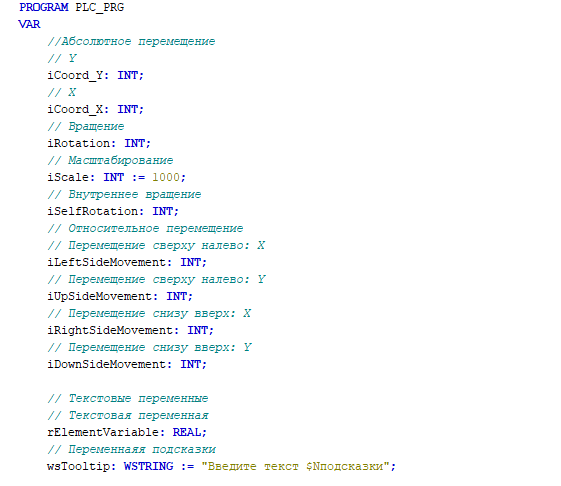 PROGRAM PLC_PRG
VAR
//Абсолютное перемещение
// Y
iCoord_Y: INT;
// X
iCoord_X: INT;
// Вращение
iRotation: INT;
// Масштабирование
iScale: INT := 1000;
// Внутреннее вращение
iSelfRotation: INT;
// Относительное перемещение
// Перемещение сверху налево: X
iLeftSideMovement: INT;
// Перемещение сверху налево: Y
iUpSideMovement: INT;
// Перемещение снизу вверх: X
iRightSideMovement: INT;
// Перемещение снизу вверх: Y
iDownSideMovement: INT;
// Текстовые переменные
// Текстовая переменная
rElementVariable: REAL;
// Переменнаяя подсказки
wsTooltip: WSTRING := "Введите текст $Nподсказки";